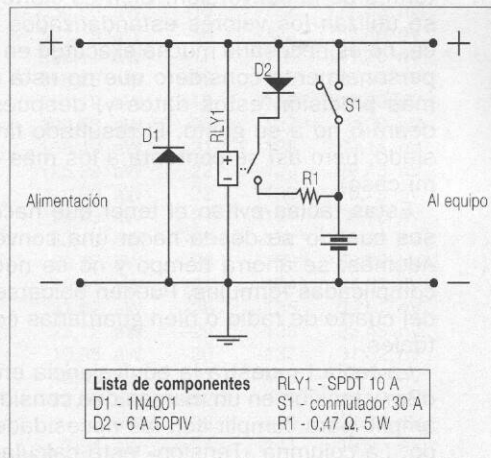 + +
D2
D1
RLY1
S1
+
-
R1
Alimentación
Al equipo
- -
Lista de componentes
D1 - 1N4001
D2 - 6 A 50PIV
RLY1 - SPDT 10 A
S1 - conmutador 30 A
R1 - 0,47 Ω, 5 W